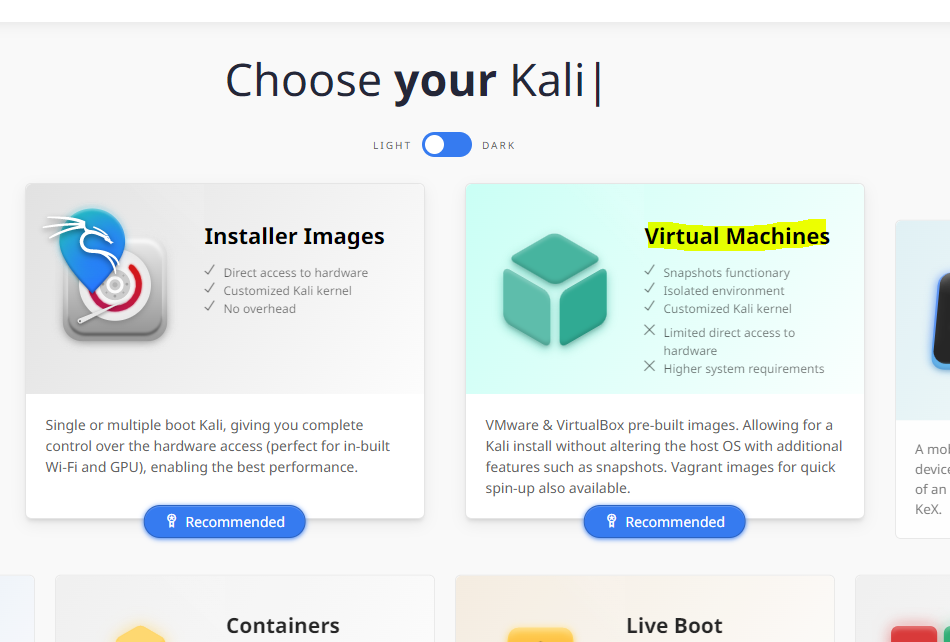 Choose your Kali|
LIGHT DARK
Installer Images
Direct access to hardware
Customized Kali kernel
No overhead
Single or multiple boot Kali, giving you complete
control over the hardware access (perfect for in-built
Wi-Fi and GPU), enabling the best performance.
Recommended
Virtual Machines
Snapshots functionary
Isolated environment
Customized Kali kernel
Limited direct access to
hardware
Higher system requirements
VMware & VirtualBox pre-built images. Allowing for a
Kali install without altering the host OS with additional
features such as snapshots. Vagrant images for quick
spin-up also available.
Recommended
A mob
device
of an
KeX.
Containers
Live Boot